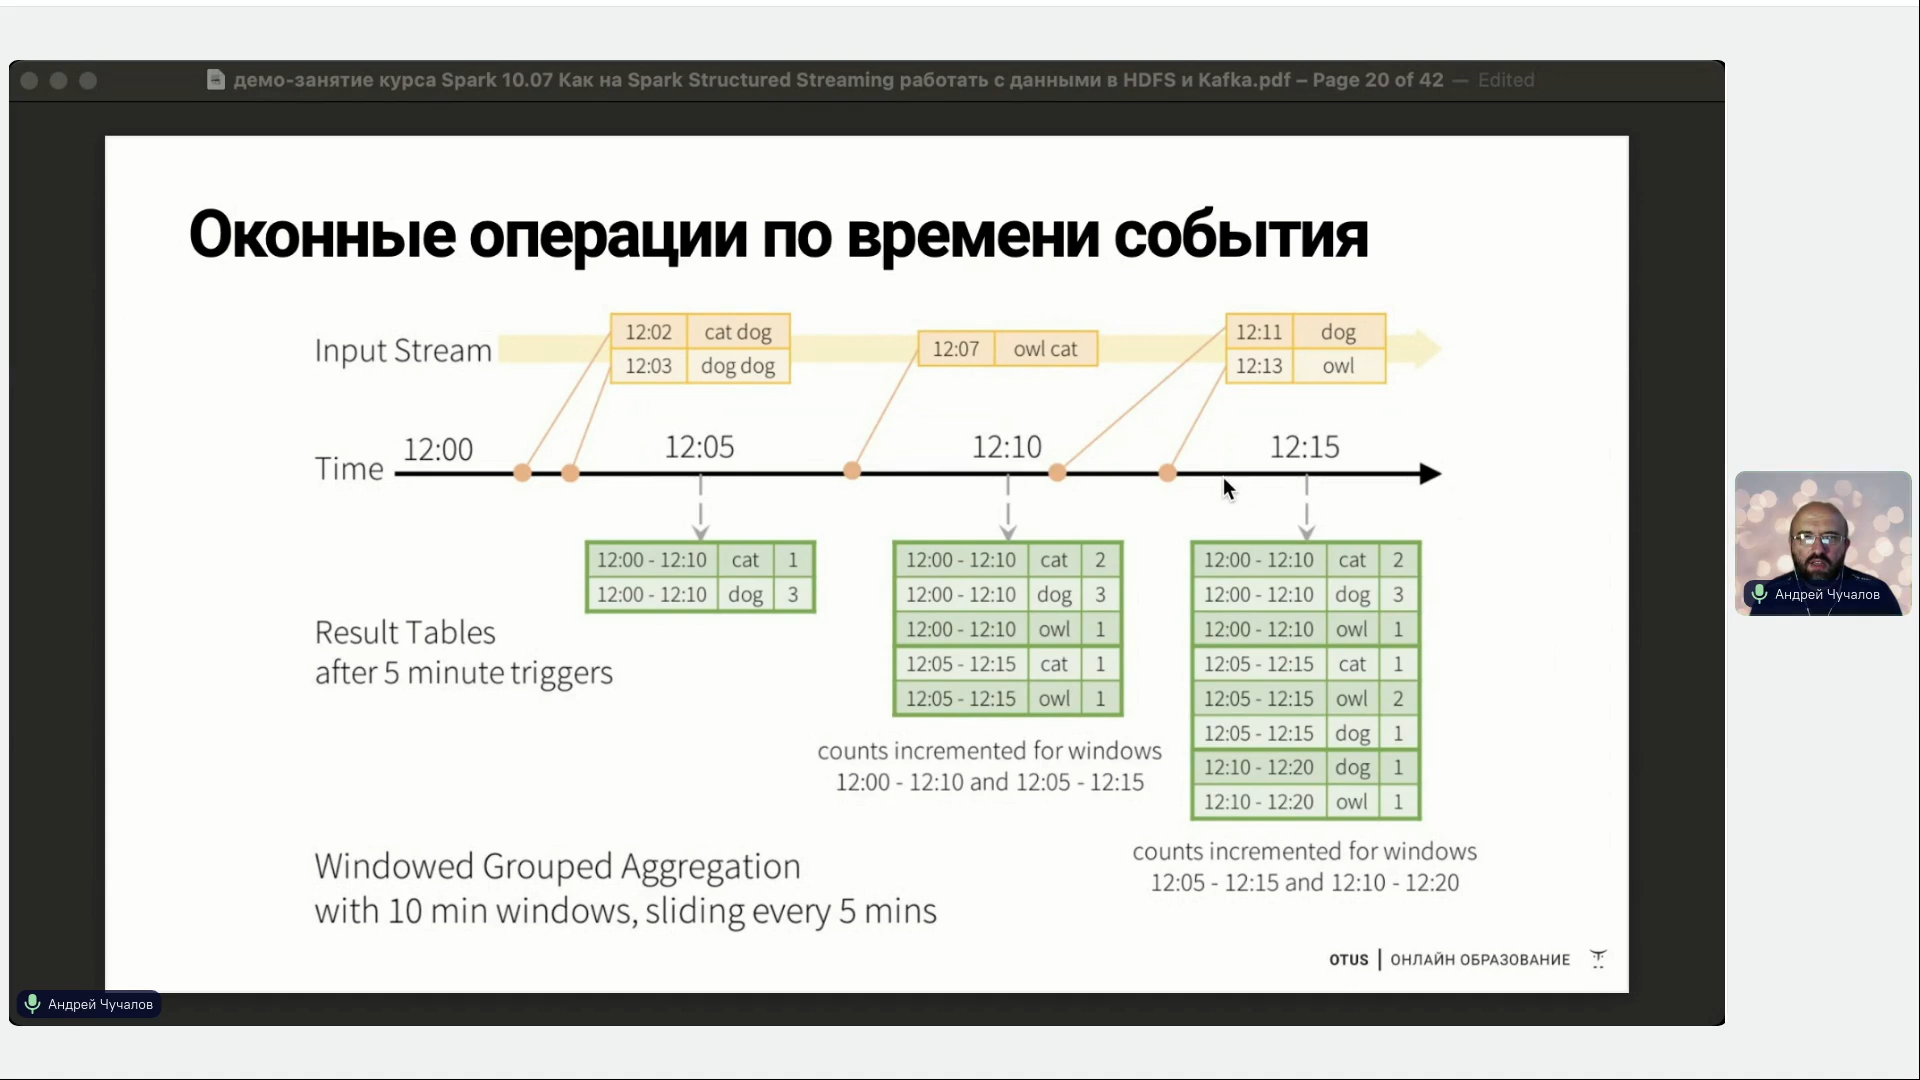 демо-занятие курса Spark 10.07 Как на Spark Structured Streaming работать с данными в HDFS и Kafka.pdf – Page 20 of 42 — Edited
Оконные операции по времени события
Input Stream
12:02 cat dog
12:03 dog dog
12:07 owl cat
12:11 dog
12:13 owl
Time
12:00 12:05 12:10 12:15
12:00 - 12:10 cat 1
12:00 - 12:10 dog 3
12:00 - 12:10 cat 2
12:00 - 12:10 dog 3
12:00 - 12:10 owl 1
12:05 - 12:15 cat 1
12:05 - 12:15 owl 1
12:00 - 12:10 cat 2
12:00 - 12:10 dog 3
12:00 - 12:10 owl 1
12:05 - 12:15 cat 1
12:05 - 12:15 owl 2
12:05 - 12:15 dog 1
12:10 - 12:20 dog 1
12:10 - 12:20 owl 1
Result Tables
after 5 minute triggers
counts incremented for windows
12:00 - 12:10 and 12:05 - 12:15
counts incremented for windows
12:05 - 12:15 and 12:10 - 12:20
Windowed Grouped Aggregation
with 10 min windows, sliding every 5 mins
OTUS | ОНЛАЙН ОБРАЗОВАНИЕ
Андрей Чучалов
Андрей Чучалов